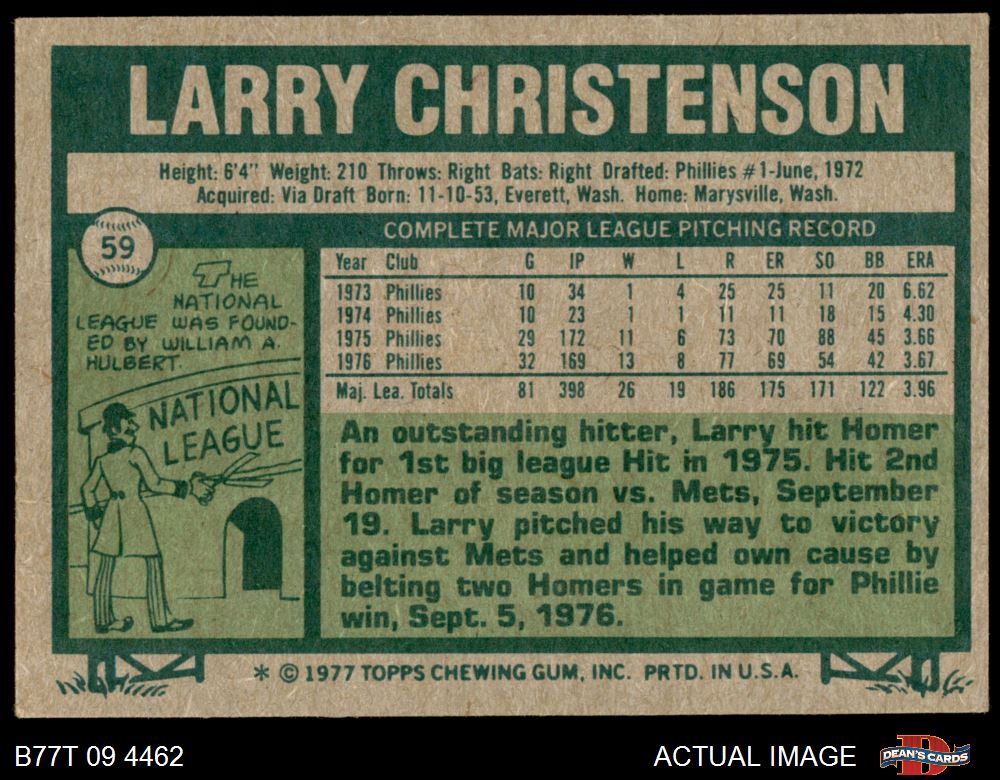 LARRY CHRISTENSON
Height: 6'4" Weight: 210 Throws: Right Bats: Right Drafted: Phillies #1-June, 1972
Acquired: Via Draft Born: 11-10-53, Everett, Wash. Home: Marysville, Wash.
59
THE
NATIONAL
LEAGUE WAS FOUND-
ED BY WILLIAM A.
HULBERT.
NATIONAL
LEAGUE
COMPLETE MAJOR LEAGUE PITCHING RECORD
Year Club G IP W L R ER SO BB ERA
1973 Phillies 10 34 1 4 25 25 11 20 6.62
1974 Phillies 10 23 1 1 11 11 18 15 4.30
1975 Phillies 29 172 11 6 73 70 88 45 3.66
1976 Phillies 32 169 13 8 77 69 54 42 3.67
Maj. Lea. Totals 81 398 26 19 186 175 171 122 3.96
An outstanding hitter, Larry hit Homer
for 1st big league Hit in 1975. Hit 2nd
Homer of season vs. Mets, September
19. Larry pitched his way to victory
against Mets and helped own cause by
belting two Homers in game for Phillie
win, Sept. 5, 1976.
* © 1977 TOPPS CHEWING GUM, INC. PRTD. IN U.S.A.
B77T 09 4462
ACTUAL IMAGE
DEAN'S CARDS